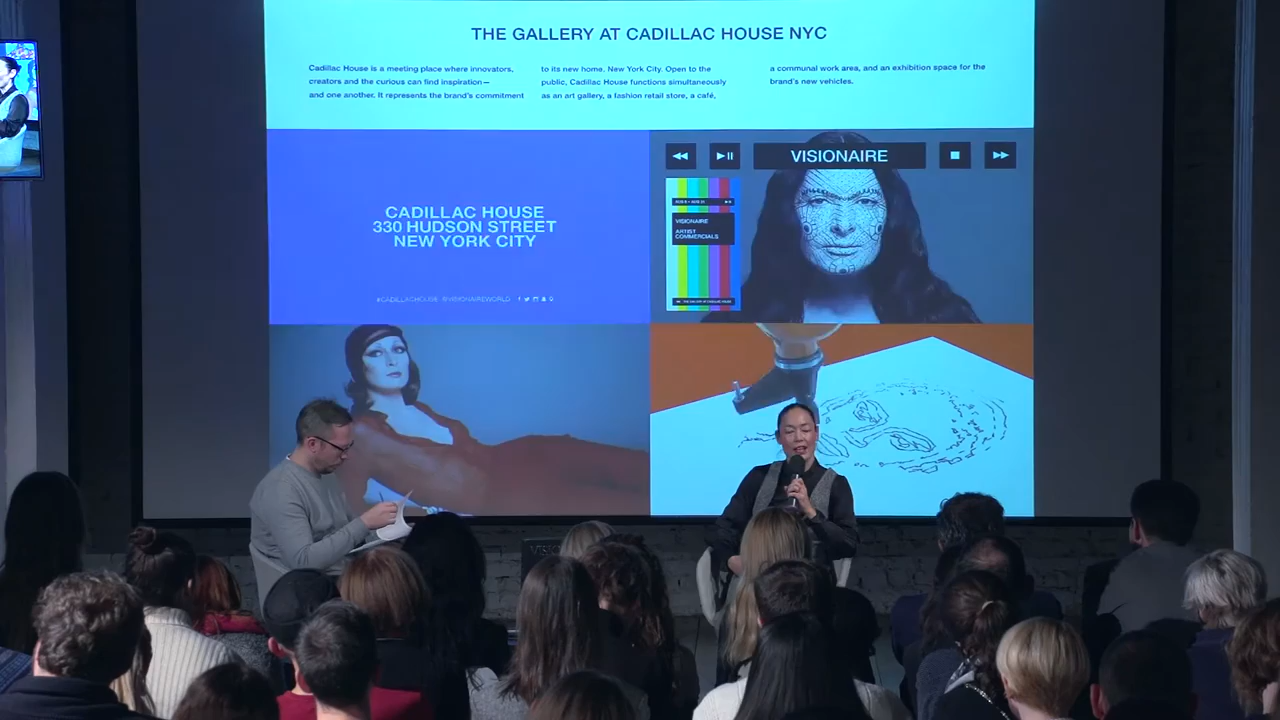 THE GALLERY AT CADILLAC HOUSE NYC
Cadillac House is a meeting place where innovators,
creators and the curious can find inspiration—
and one another. It represents the brand's commitment
to its new home, New York City. Open to the
public, Cadillac House functions simultaneously
as an art gallery, a fashion retail store, a café,
a communal work area, and an exhibition space for the
brand's new vehicles.
CADILLAC HOUSE
330 HUDSON STREET
NEW YORK CITY
#CADILLACHOUSE @VISIONAIREWORLD
VISIONAIRE
VISIONAIRE
ARTIST
COMMERCIALS